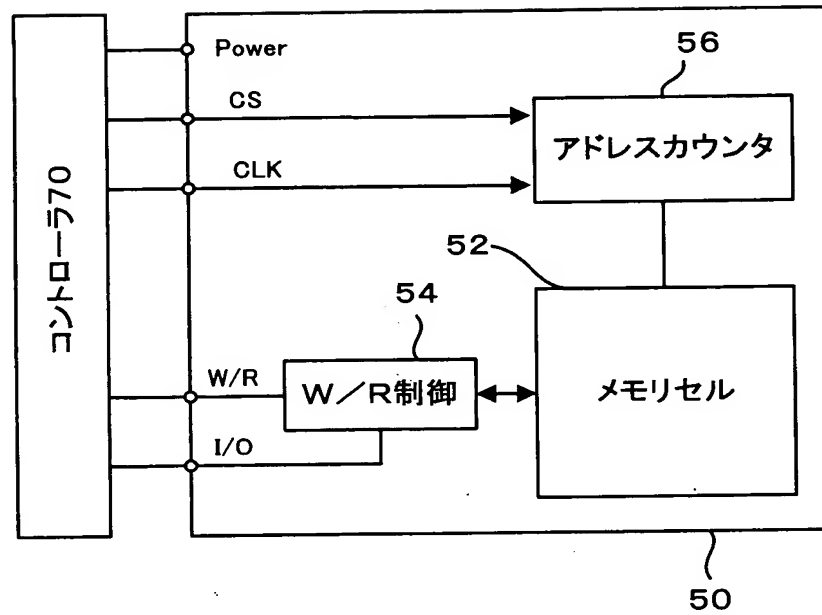 コントローラ70
Power
CS
CLK
W/R
I/O
56
アドレスカウンタ
52
54
W／R制御
メモリセル
50